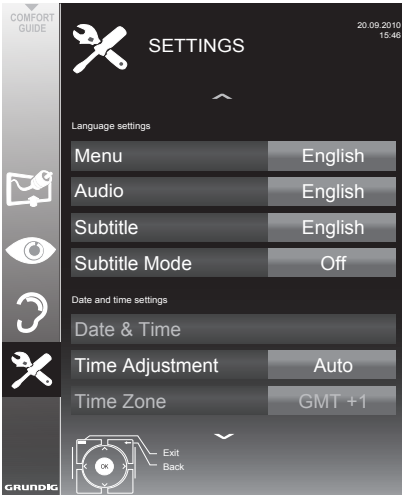 COMFORT
GUIDE
SETTINGS
20.09.2010
15:46
Language settings
Menu English
Audio English
Subtitle English
Subtitle Mode Off
Date and time settings
Date & Time
Time Adjustment Auto
Time Zone GMT +1
Exit
OK
Back
GRUNDIG